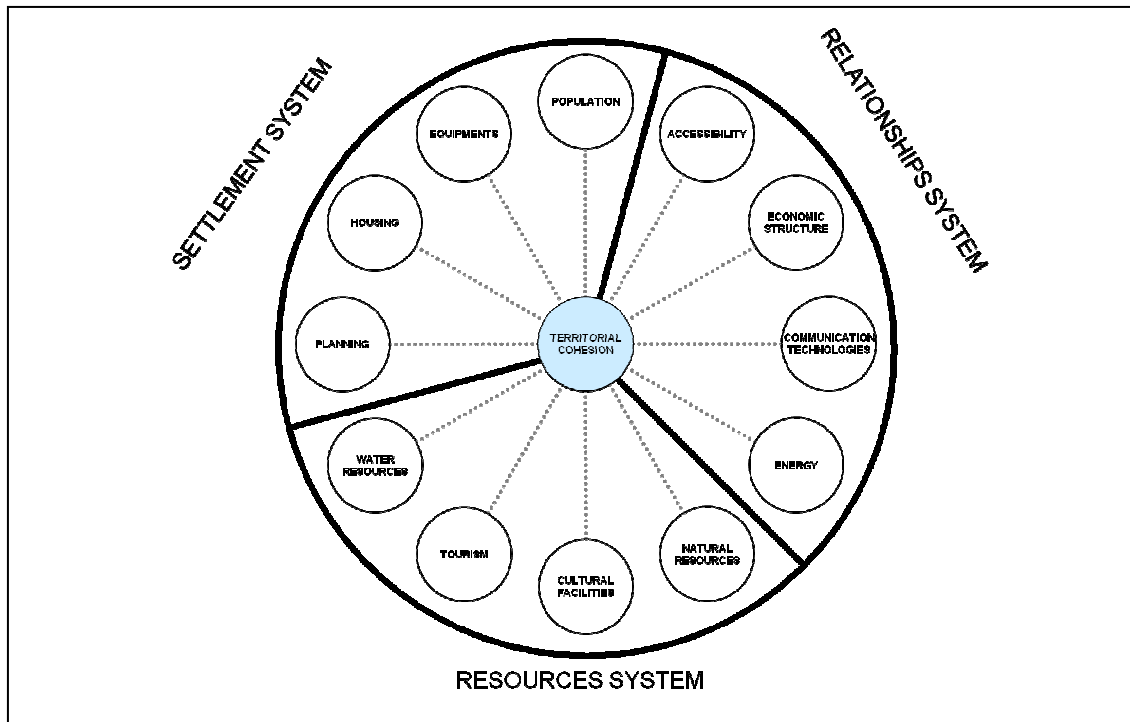 SETTLEMENT SYSTEM
RELATIONSHIPS SYSTEM
POPULATION
EQUIPMENTS
ACCESSIBILITY
HOUSING
ECONOMIC
STRUCTURE
PLANNING
TERRITORIAL
COHESION
COMMUNICATION
TECHNOLOGIES
WATER
RESOURCES
ENERGY
TOURISM
NATURAL
RESOURCES
CULTURAL
FACILITIES
RESOURCES SYSTEM